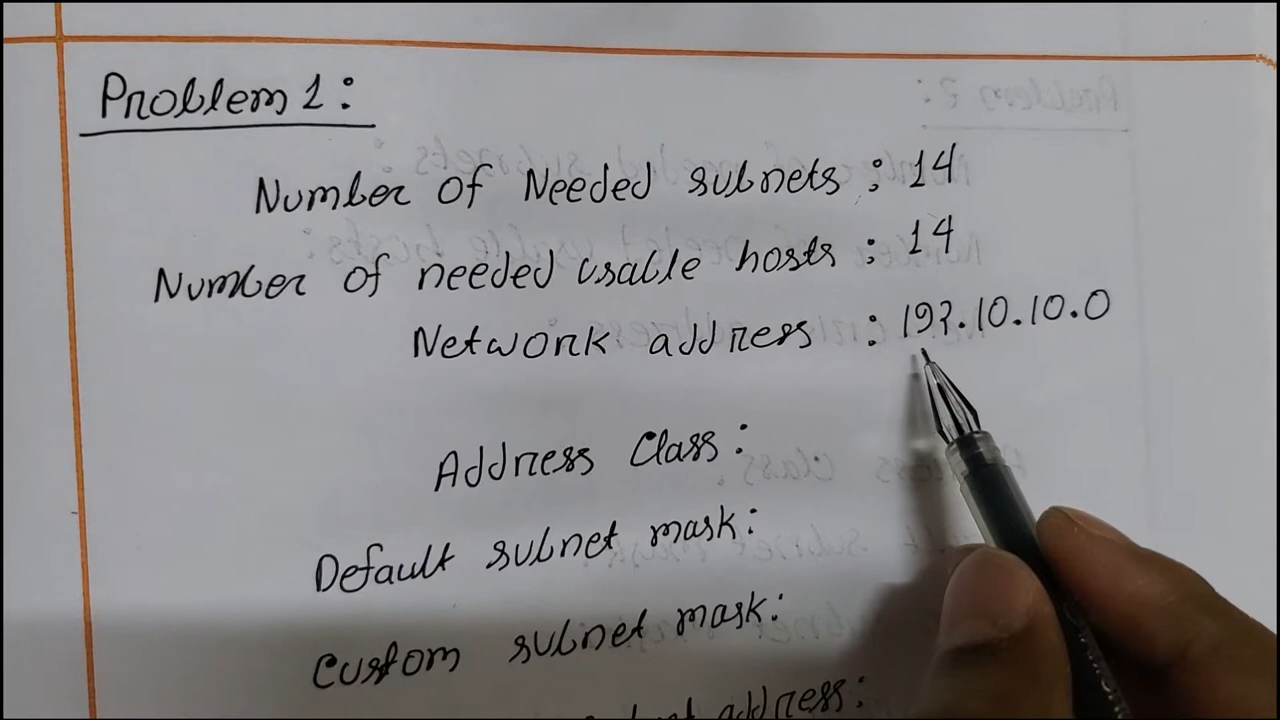 Problem 1:
Number of Needed subnets : 14
Number of needed usable hosts : 14
Network address : 192.10.10.0
Address Class:
Default subnet mask:
Custom subnet mask:
address: